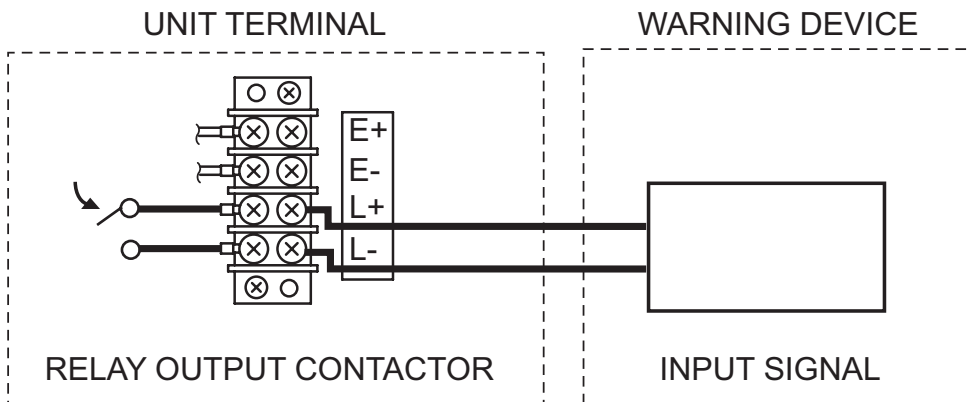 UNIT TERMINAL
WARNING DEVICE
E+
E-
L+
L-
RELAY OUTPUT CONTACTOR
INPUT SIGNAL